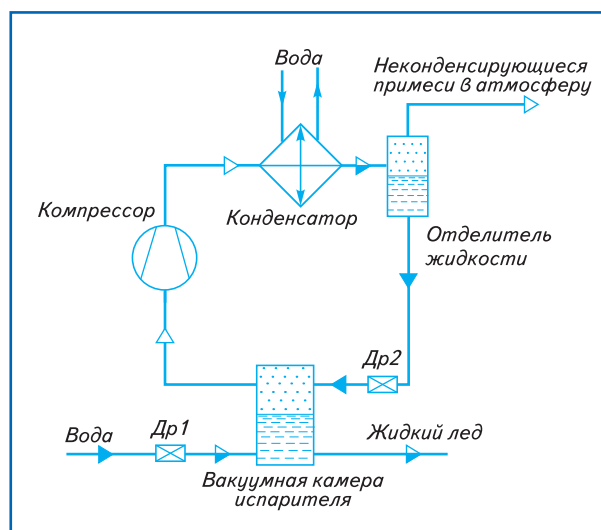 Вода
Неконденсирующиеся
примеси в атмосферу
Компрессор
Конденсатор
Отделитель
жидкости
Др2
Вода
Др1
Жидкий лед
Вакуумная камера
испарителя